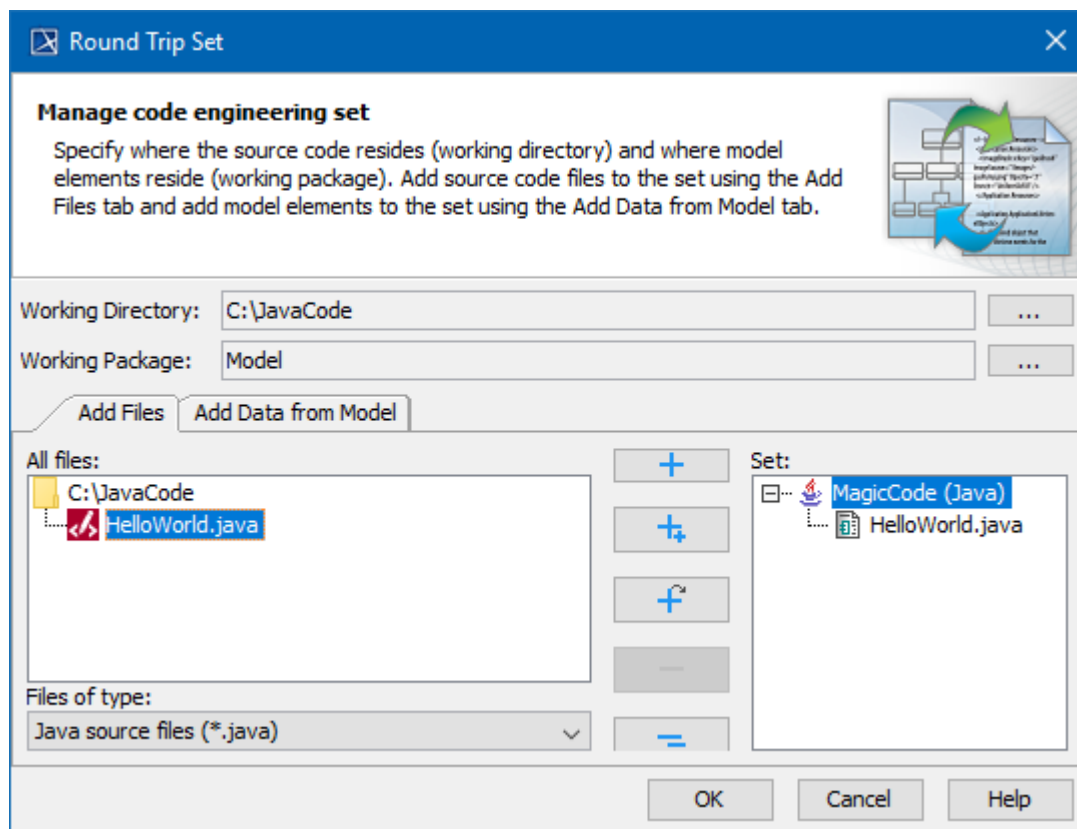 Round Trip Set
Manage code engineering set
Specify where the source code resides (working directory) and where model
elements reside (working package). Add source code files to the set using the Add
Files tab and add model elements to the set using the Add Data from Model tab.
Working Directory: C:\JavaCode ...
Working Package: Model ...
Add Files Add Data from Model
All files:
C:\JavaCode
HelloWorld.java
Set:
MagicCode (Java)
HelloWorld.java
Files of type:
Java source files (*.java)
OK Cancel Help